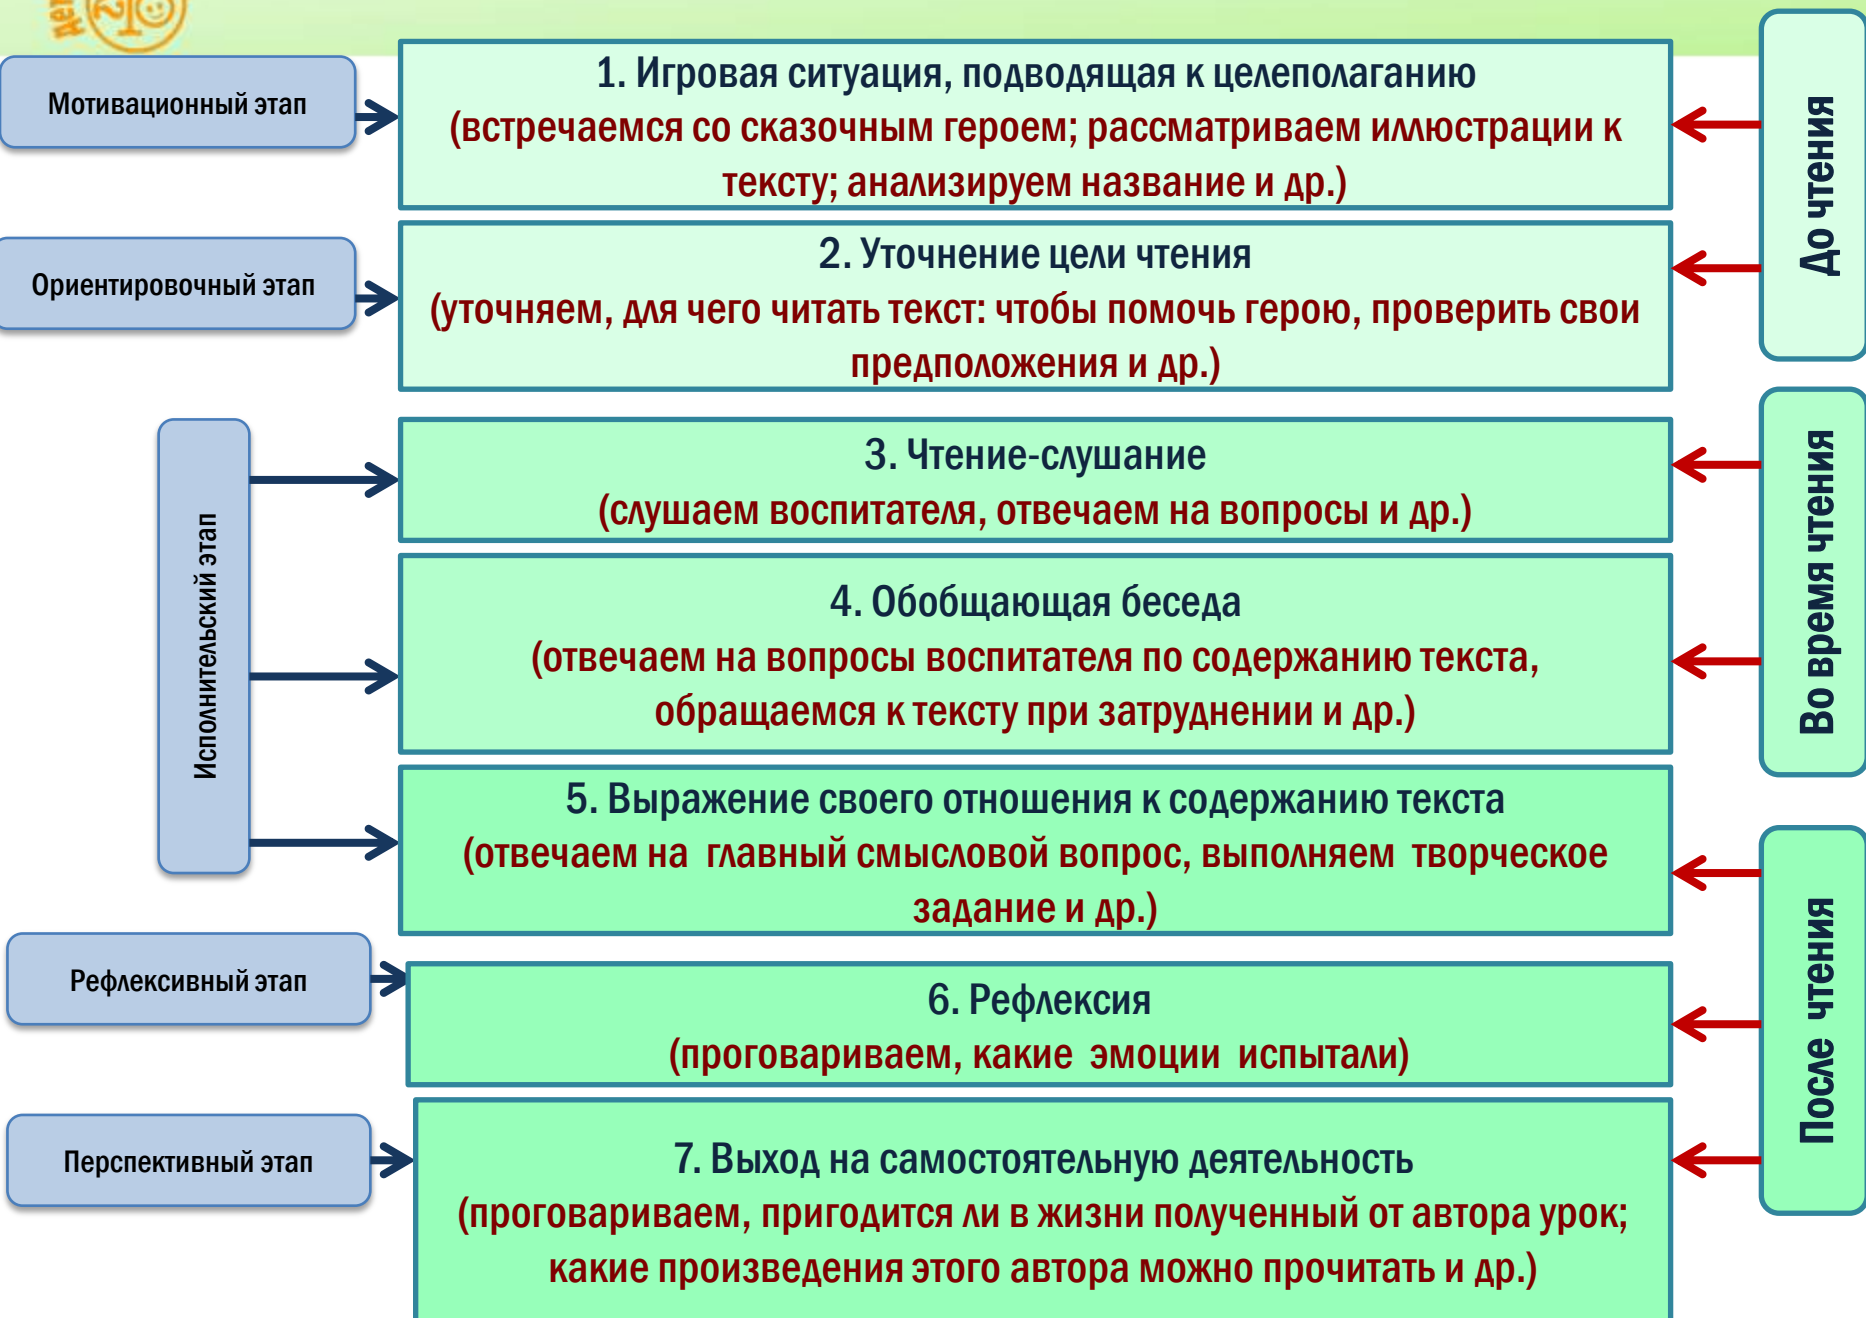 Мотивационный этап
1. Игровая ситуация, подводящая к целеполаганию
(встречаемся со сказочным героем; рассматриваем иллюстрации к
тексту; анализируем название и др.)
До чтения
Ориентировочный этап
2. Уточнение цели чтения
(уточняем, для чего читать текст: чтобы помочь герою, проверить свои
предположения и др.)
Исполнительский этап
3. Чтение-слушание
(слушаем воспитателя, отвечаем на вопросы и др.)
Во время чтения
4. Обобщающая беседа
(отвечаем на вопросы воспитателя по содержанию текста,
обращаемся к тексту при затруднении и др.)
5. Выражение своего отношения к содержанию текста
(отвечаем на главный смысловой вопрос, выполняем творческое
задание и др.)
После чтения
Рефлексивный этап
6. Рефлексия
(проговариваем, какие эмоции испытали)
Перспективный этап
7. Выход на самостоятельную деятельность
(проговариваем, пригодится ли в жизни полученный от автора урок;
какие произведения этого автора можно прочитать и др.)